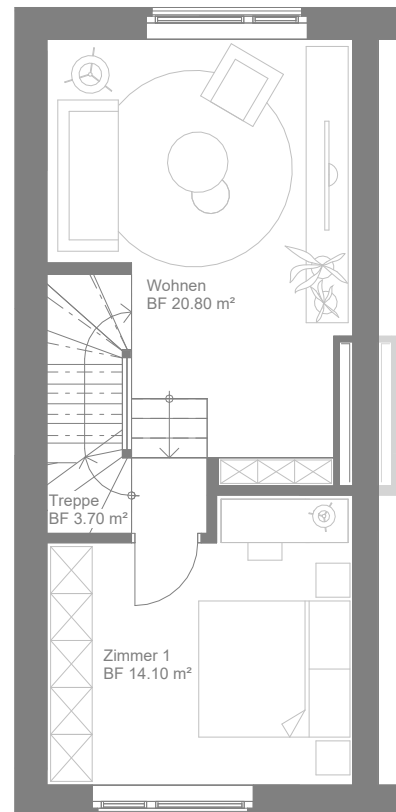 Wohnen
BF 20.80 m²
Treppe
BF 3.70 m²
Zimmer 1
BF 14.10 m²